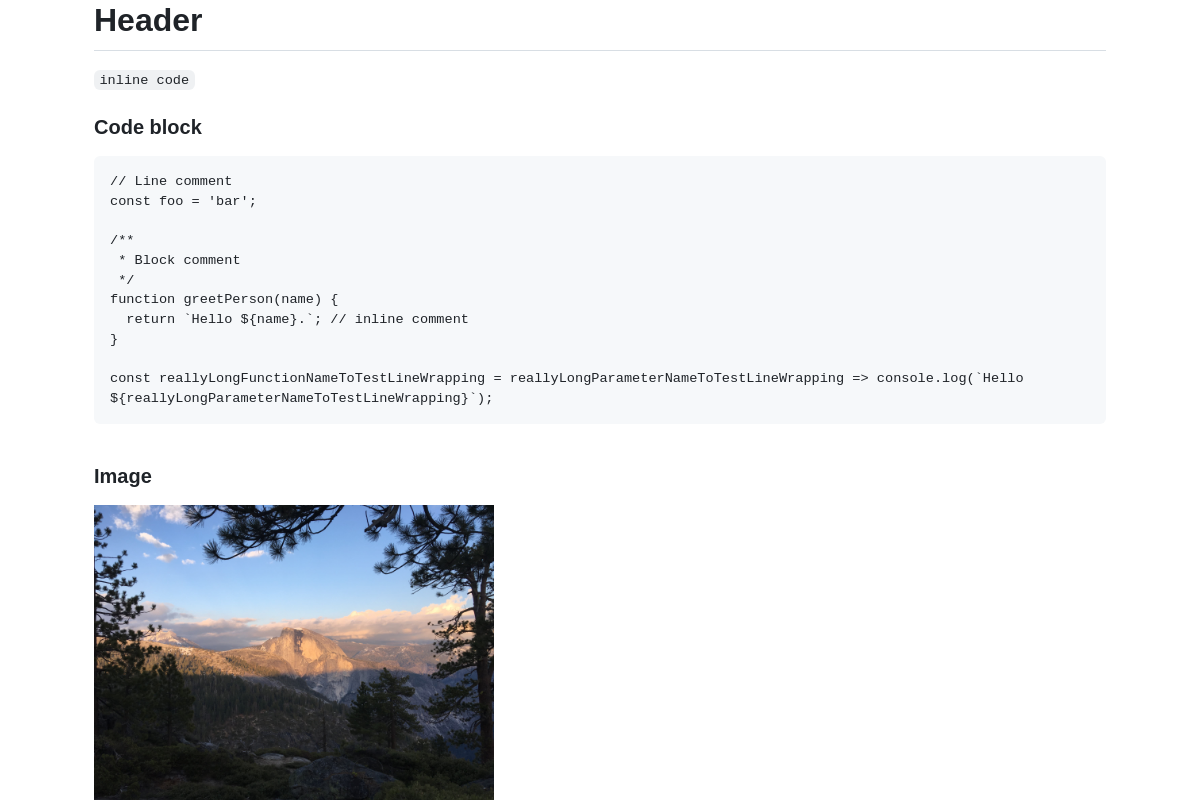 Header
inline code
Code block
// Line comment
const foo = 'bar';
/**
 * Block comment
 */
function greetPerson(name) {
  return `Hello ${name}.`; // inline comment
}
const reallyLongFunctionNameToTestLineWrapping = reallyLongParameterNameToTestLineWrapping => console.log(`Hello
${reallyLongParameterNameToTestLineWrapping}`);
Image